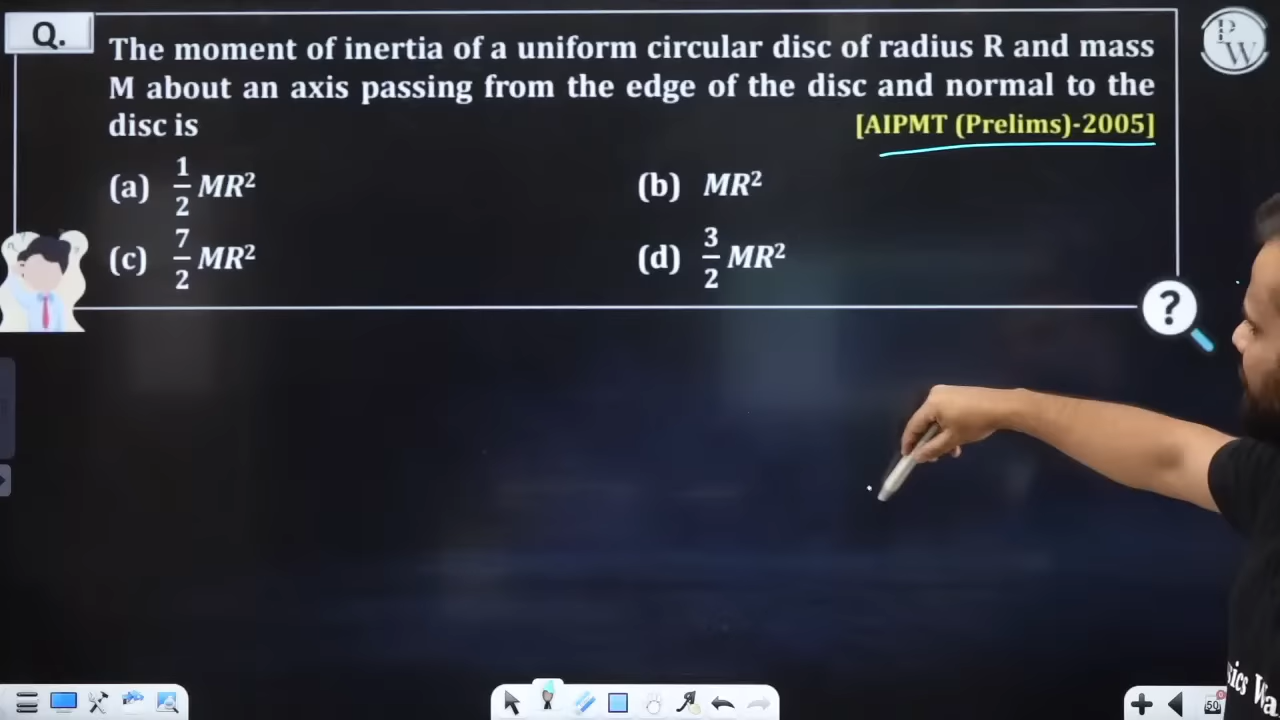 Q.
The moment of inertia of a uniform circular disc of radius R and mass
M about an axis passing from the edge of the disc and normal to the
disc is [AIPMT (Prelims)-2005]
(a) 1/2 MR² (b) MR²
(c) 7/2 MR² (d) 3/2 MR²
P
W
?
50